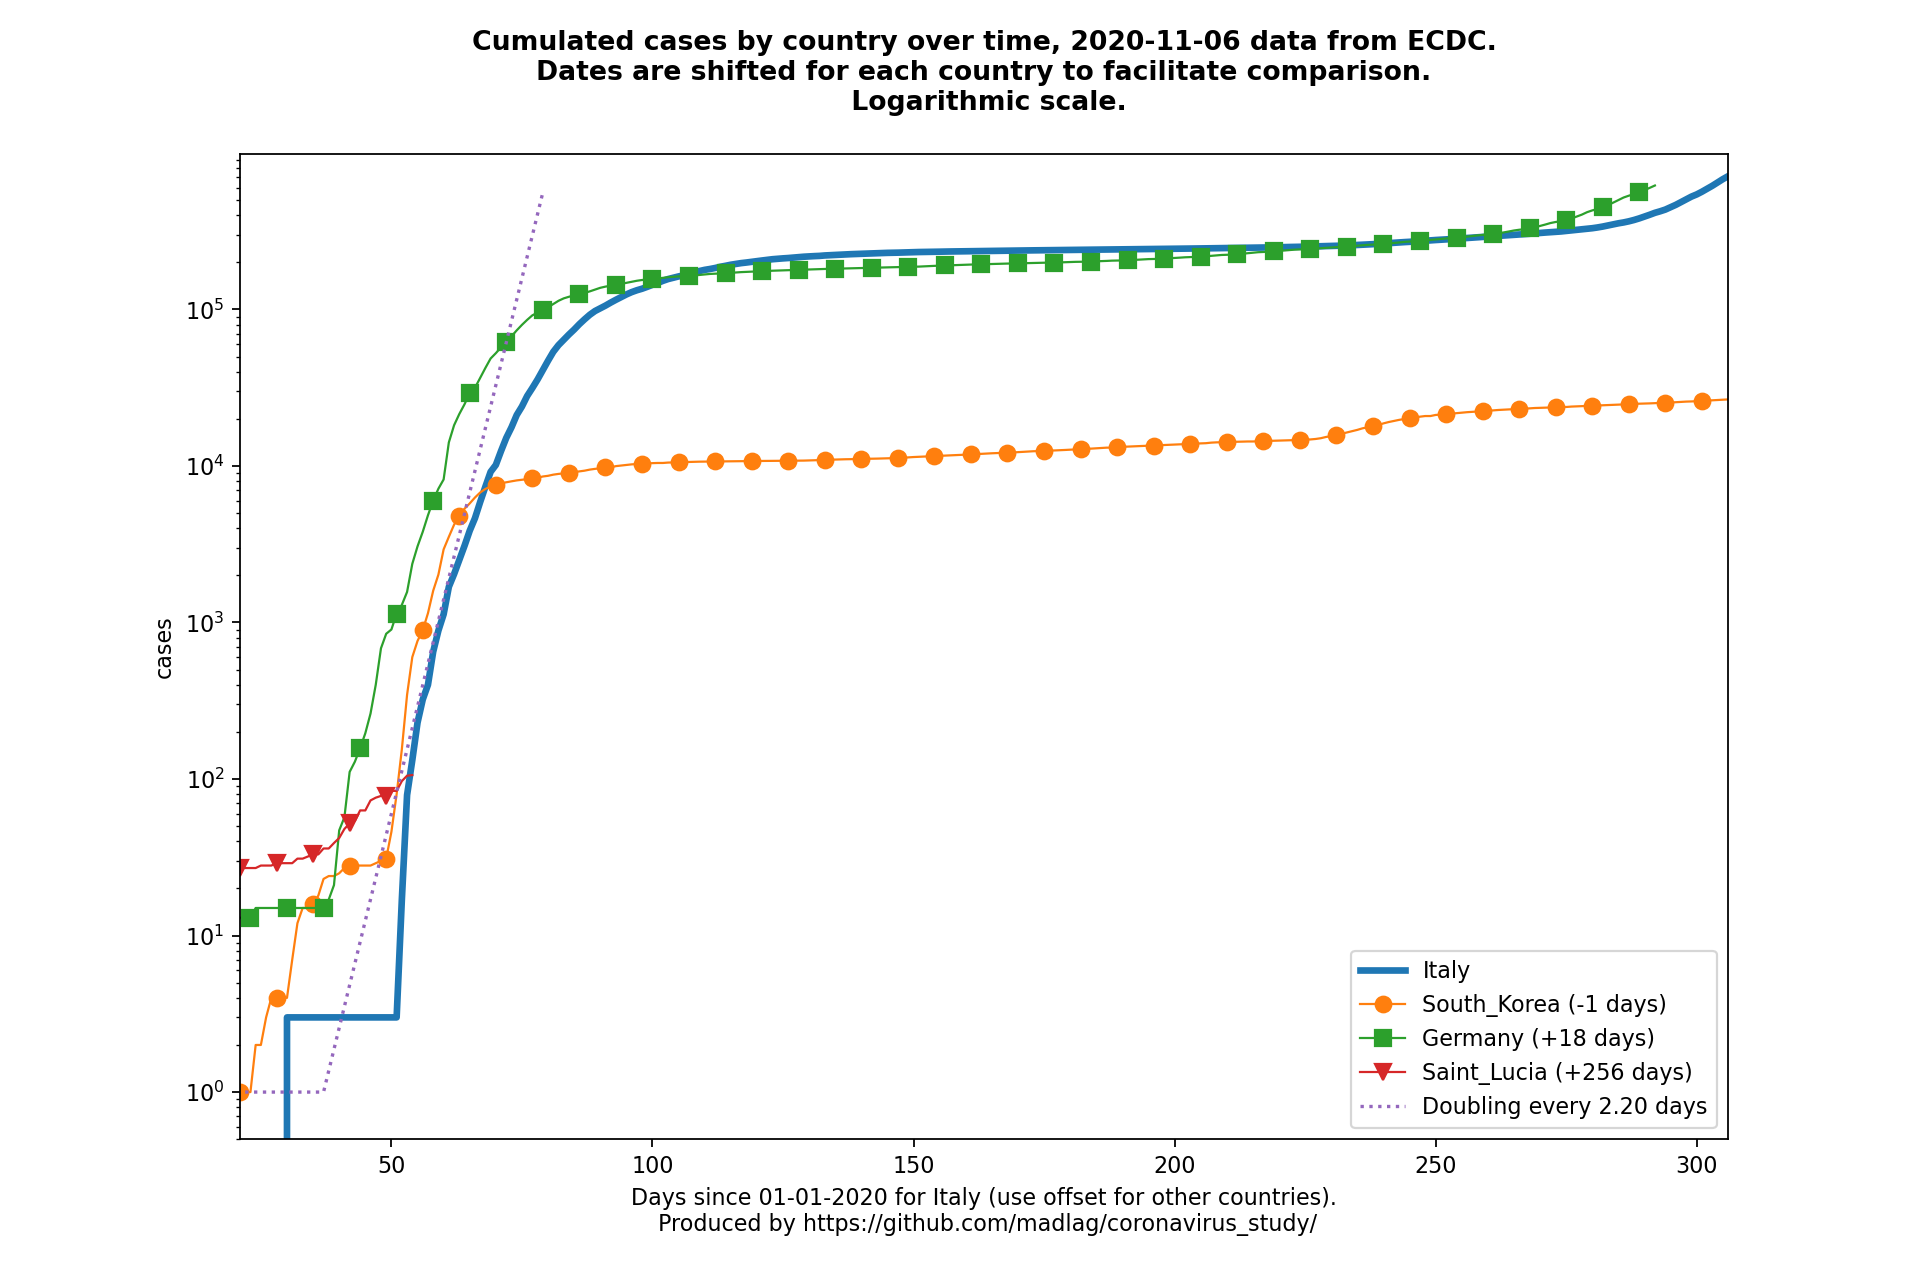 Cumulated cases by country over time, 2020-11-06 data from ECDC.
Dates are shifted for each country to facilitate comparison.
Logarithmic scale.
10^5
10^4
10^3
10^2
10^1
10^0
cases
Italy
South_Korea (-1 days)
Germany (+18 days)
Saint_Lucia (+256 days)
Doubling every 2.20 days
50 100 150 200 250 300
Days since 01-01-2020 for Italy (use offset for other countries).
Produced by https://github.com/madlag/coronavirus_study/